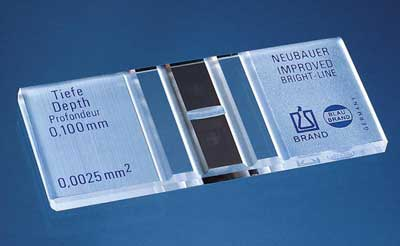 Tiefe
Depth
Profondeur
0,100 mm
0,0025 mm²
NEUBAUER
IMPROVED
BRIGHT-LINE
BRAND
BLAU
BRAND
GERMANY